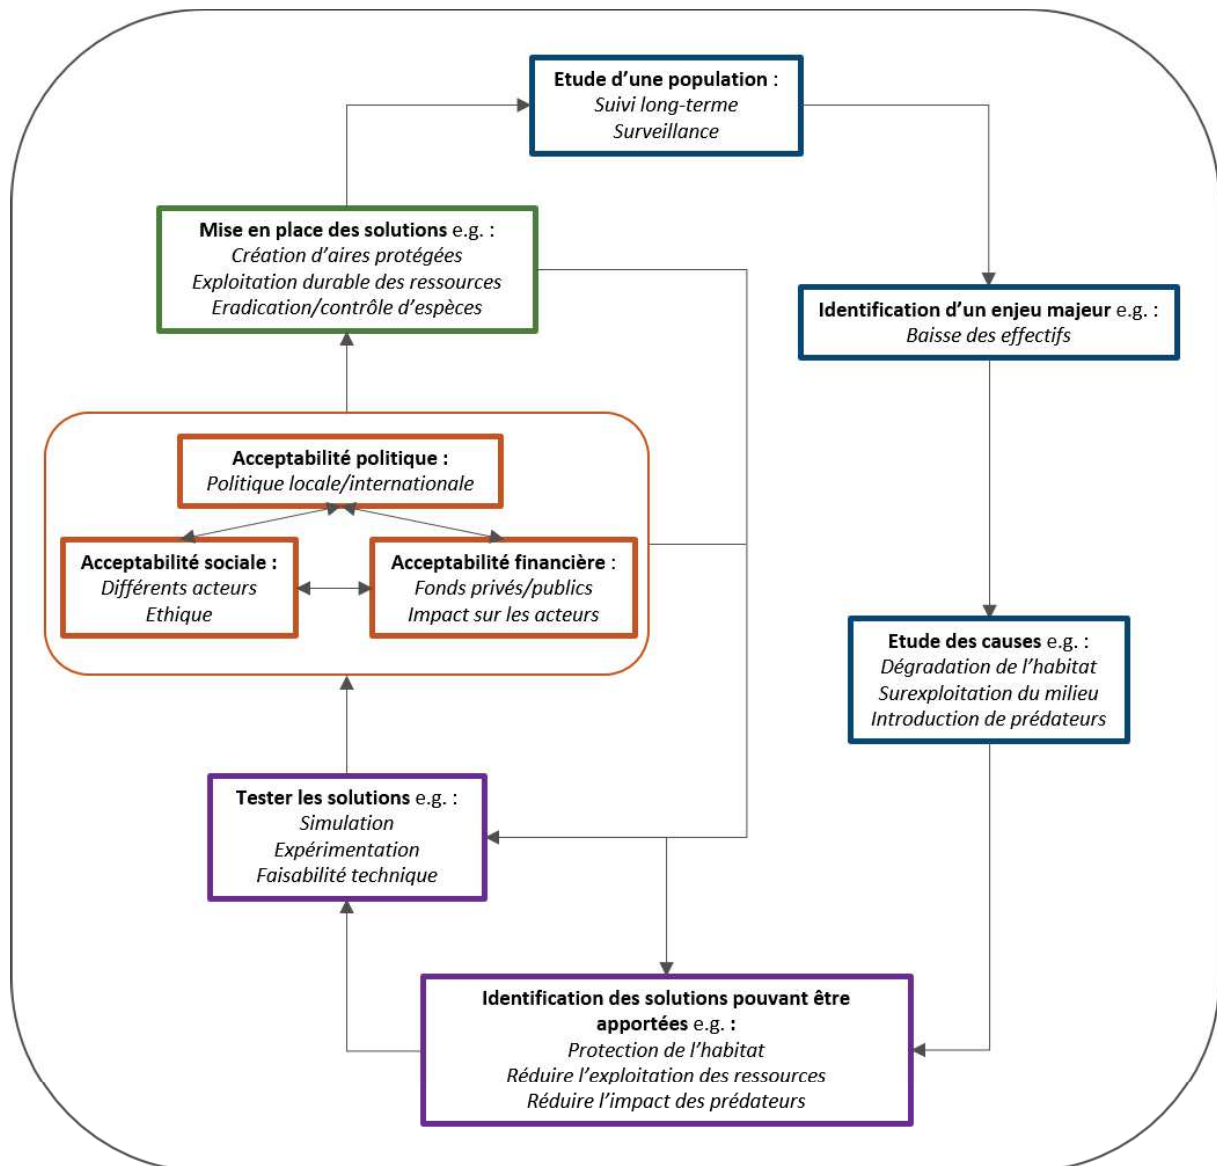 Etude d'une population :
Suivi long-terme
Surveillance
Mise en place des solutions e.g. :
Création d'aires protégées
Exploitation durable des ressources
Eradication/contrôle d'espèces
Identification d'un enjeu majeur e.g. :
Baisse des effectifs
Acceptabilité politique :
Politique locale/internationale
Acceptabilité sociale :
Différents acteurs
Ethique
Acceptabilité financière :
Fonds privés/publics
Impact sur les acteurs
Etude des causes e.g. :
Dégradation de l'habitat
Surexploitation du milieu
Introduction de prédateurs
Tester les solutions e.g. :
Simulation
Expérimentation
Faisabilité technique
Identification des solutions pouvant être
apportées e.g. :
Protection de l'habitat
Réduire l'exploitation des ressources
Réduire l'impact des prédateurs